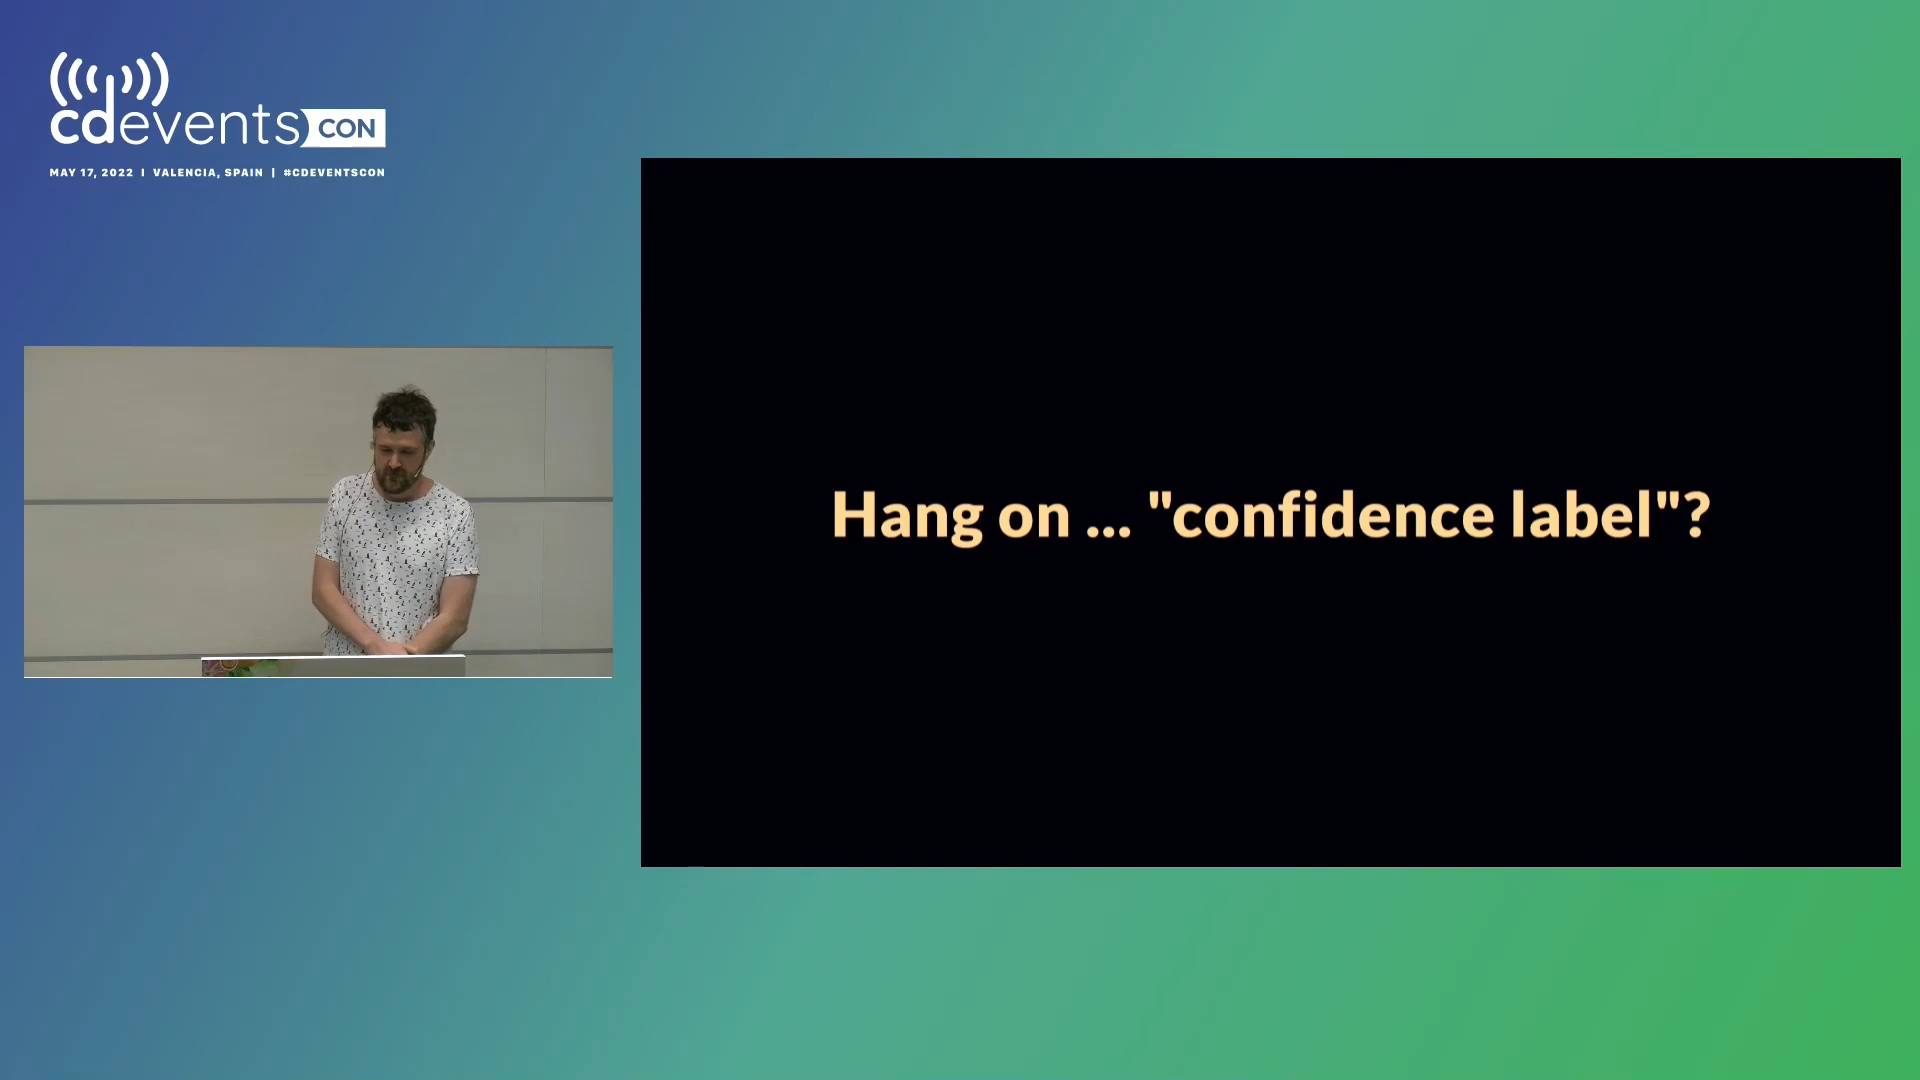 cdevents CON
MAY 17, 2022 | VALENCIA, SPAIN | #CDEVENTSCON
Hang on ... "confidence label"?